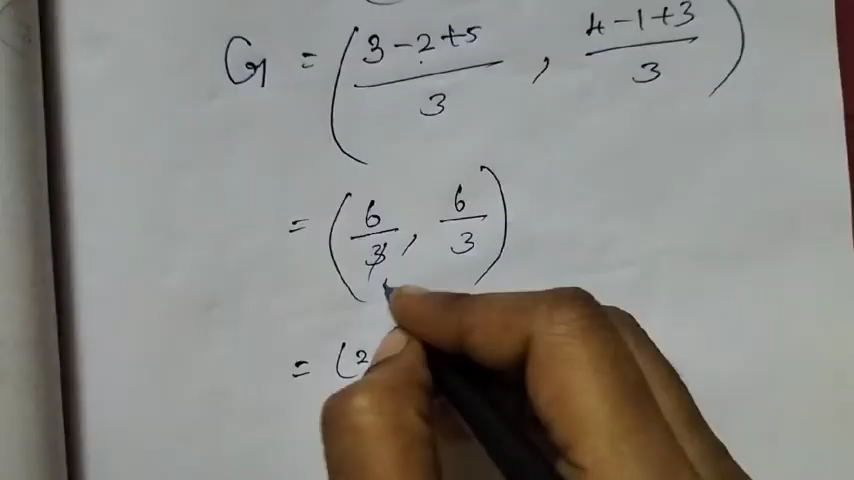 G = ( (3-2+5)/3 , (4-1+3)/3 )
= ( 6/3 , 6/3 )
= (2